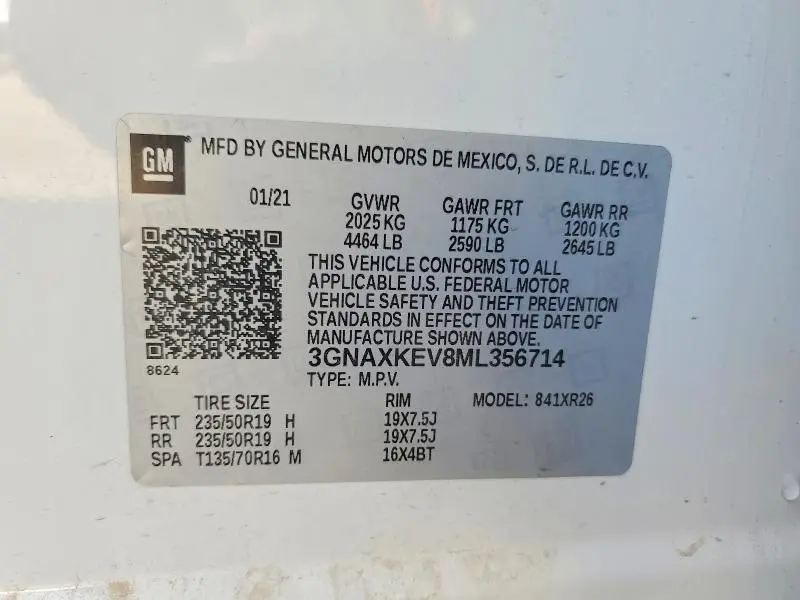 GM
MFD BY GENERAL MOTORS DE MEXICO, S. DE R.L. DE C.V.
01/21 GVWR GAWR FRT GAWR RR
2025 KG 1175 KG 1200 KG
4464 LB 2590 LB 2645 LB
THIS VEHICLE CONFORMS TO ALL
APPLICABLE U.S. FEDERAL MOTOR
VEHICLE SAFETY AND THEFT PREVENTION
STANDARDS IN EFFECT ON THE DATE OF
MANUFACTURE SHOWN ABOVE.
8624 3GNAXKEV8ML356714
TYPE: M.P.V.
TIRE SIZE RIM MODEL: 841XR26
FRT 235/50R19 H 19X7.5J
RR 235/50R19 H 19X7.5J
SPA T135/70R16 M 16X4BT